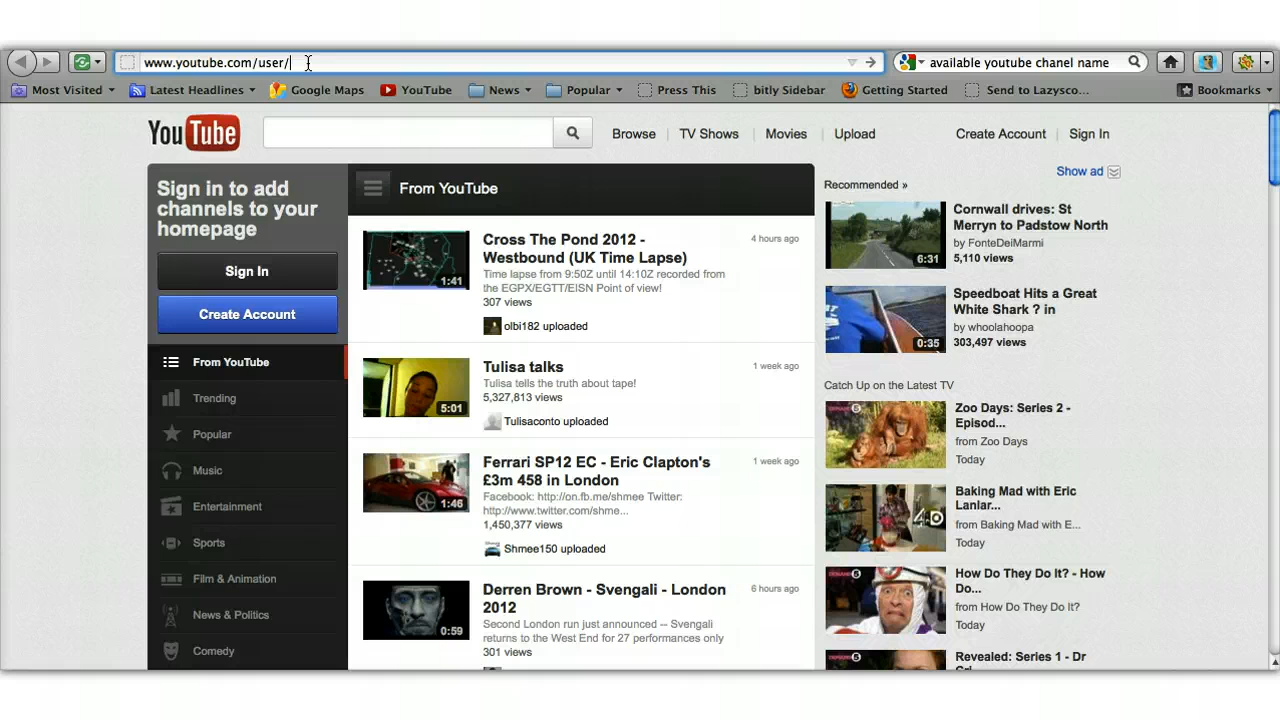 www.youtube.com/user/
available youtube chanel name
Most Visited
Latest Headlines
Google Maps
YouTube
News
Popular
Press This
bitly Sidebar
Getting Started
Send to Lazysco...
Bookmarks
YouTube
Browse
TV Shows
Movies
Upload
Create Account
Sign In
Sign in to add
channels to your
homepage
Sign In
Create Account
From YouTube
Trending
Popular
Music
Entertainment
Sports
Film & Animation
News & Politics
Comedy
From YouTube
1:41
Cross The Pond 2012 -
Westbound (UK Time Lapse)
4 hours ago
Time lapse from 9:50Z until 14:10Z recorded from
the EGPX/EGTT/EISN Point of view!
307 views
olbi182 uploaded
5:01
Tulisa talks
1 week ago
Tulisa tells the truth about tape!
5,327,813 views
Tulisaconto uploaded
1:46
Ferrari SP12 EC - Eric Clapton's
£3m 458 in London
1 week ago
Facebook: http://on.fb.me/shmee Twitter:
http://www.twitter.com/shme...
1,450,377 views
Shmee150 uploaded
0:59
Derren Brown - Svengali - London
2012
6 hours ago
Second London run just announced -- Svengali
returns to the West End for 27 performances only
301 views
Show ad
Recommended »
6:31
Cornwall drives: St
Merryn to Padstow North
by FonteDeiMarmi
5,110 views
0:35
Speedboat Hits a Great
White Shark ? in
by whoolahoopa
303,497 views
Catch Up on the Latest TV
Zoo Days: Series 2 -
Episod...
from Zoo Days
Today
Baking Mad with Eric
Lanlar...
from Baking Mad with E...
Today
How Do They Do It? - How
Do...
from How Do They Do It?
Today
Revealed: Series 1 - Dr